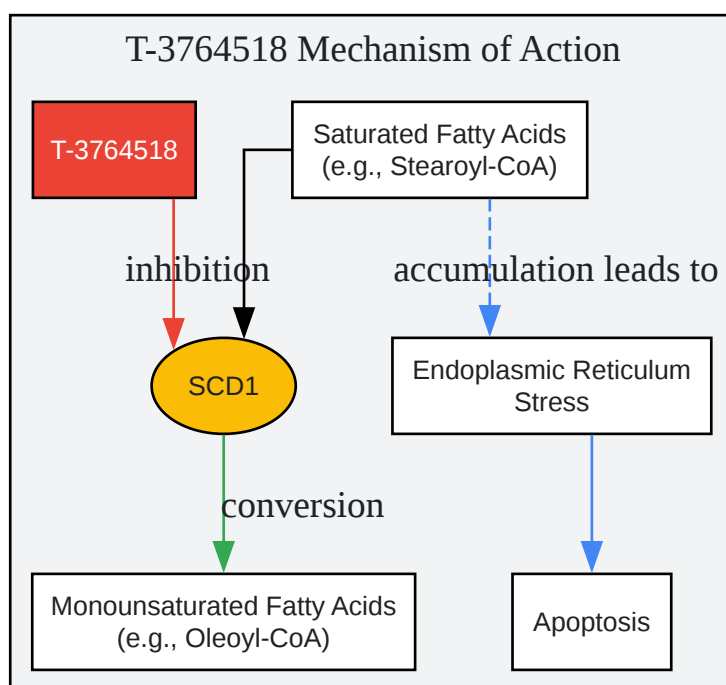 T-3764518 Mechanism of Action
T-3764518
Saturated Fatty Acids
(e.g., Stearoyl-CoA)
inhibition
accumulation leads to
SCD1
Endoplasmic Reticulum
Stress
conversion
Monounsaturated Fatty Acids
(e.g., Oleoyl-CoA)
Apoptosis